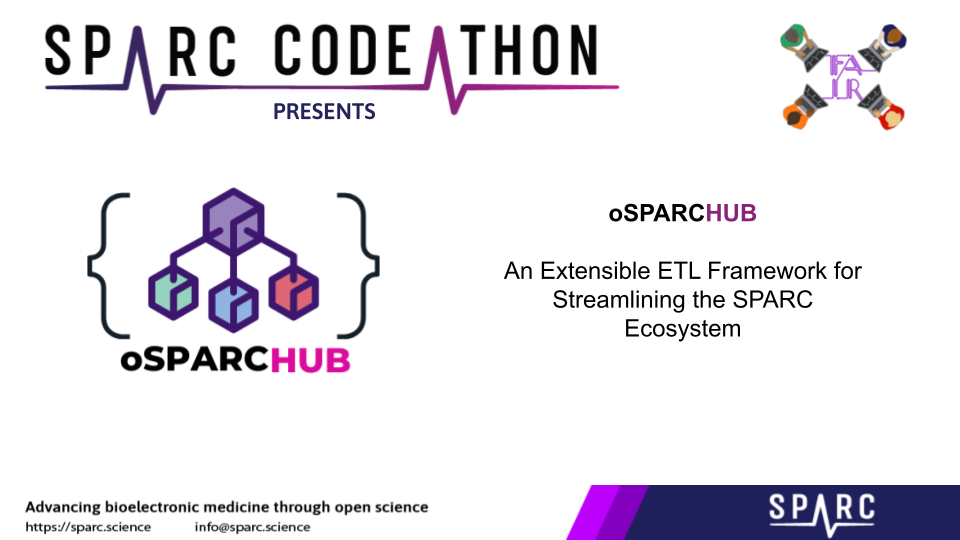 SPARC CODEATHON
PRESENTS
FAIR
oSPARCHUB
oSPARCHUB
An Extensible ETL Framework for
Streamlining the SPARC
Ecosystem
Advancing bioelectronic medicine through open science
https://sparc.science info@sparc.science
SPARC